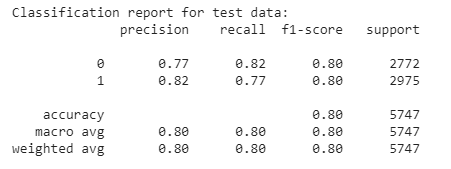 Classification report for test data:
precision recall f1-score support
0 0.77 0.82 0.80 2772
1 0.82 0.77 0.80 2975
accuracy 0.80 5747
macro avg 0.80 0.80 0.80 5747
weighted avg 0.80 0.80 0.80 5747